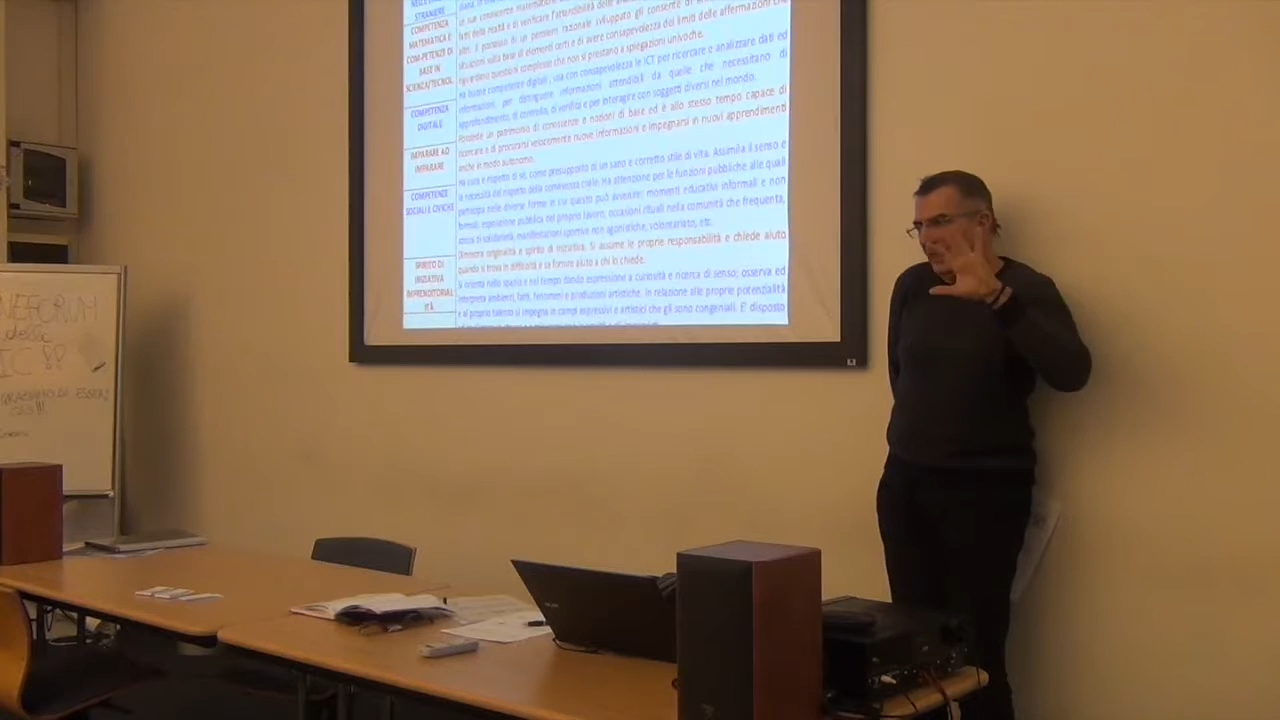 NELLE LINGUE
STRANIERE
COMPETENZA
MATEMATICA E
COMPETENZE DI
BASE IN
SCIENZA/TECNOL
COMPETENZA
DIGITALE
IMPARARE AD
IMPARARE
COMPETENZE
SOCIALI E CIVICHE
SPIRITO DI
INIZIATIVA
IMPRENDITORIAL
ITÀ
fatti della realtà e di verificare l'attendibilità delle
altri. Il possesso di un pensiero razionale sviluppato gli consente di
situazioni sulla base di elementi certi e di avere consapevolezza dei limiti delle affermazioni che
riguardano questioni complesse che non si prestano a spiegazioni univoche.
Ha buone competenze digitali, usa con consapevolezza le ICT per ricercare e analizzare dati ed
informazioni, per distinguere informazioni attendibili da quelle che necessitano di
approfondimento, di controllo, di verifica e per interagire con soggetti diversi nel mondo.
Possiede un patrimonio di conoscenze e nozioni di base ed è allo stesso tempo capace di
ricercare e di procurarsi velocemente nuove informazioni e impegnarsi in nuovi apprendimenti
anche in modo autonomo.
Ha cura e rispetto di sé, come presupposto di un sano e corretto stile di vita. Assimila il senso e
la necessità del rispetto della convivenza civile. Ha attenzione per le funzioni pubbliche alle quali
partecipa nelle diverse forme in cui questo può avvenire: momenti educativi informali e non
formali, esposizione pubblica del proprio lavoro, occasioni rituali nella comunità che frequenta,
azioni di solidarietà, manifestazioni sportive non agonistiche, volontariato, etc.
Dimostra originalità e spirito di iniziativa. Si assume le proprie responsabilità e chiede aiuto
quando si trova in difficoltà e sa fornire aiuto a chi lo chiede.
Si orienta nello spazio e nel tempo dando espressione a curiosità e ricerca di senso; osserva ed
interpreta ambienti, fatti, fenomeni e produzioni artistiche. In relazione alle proprie potenzialità
e al proprio talento si impegna in campi espressivi e artistici che gli sono congeniali. E' disposto
NEFORUM
delle
IC !!